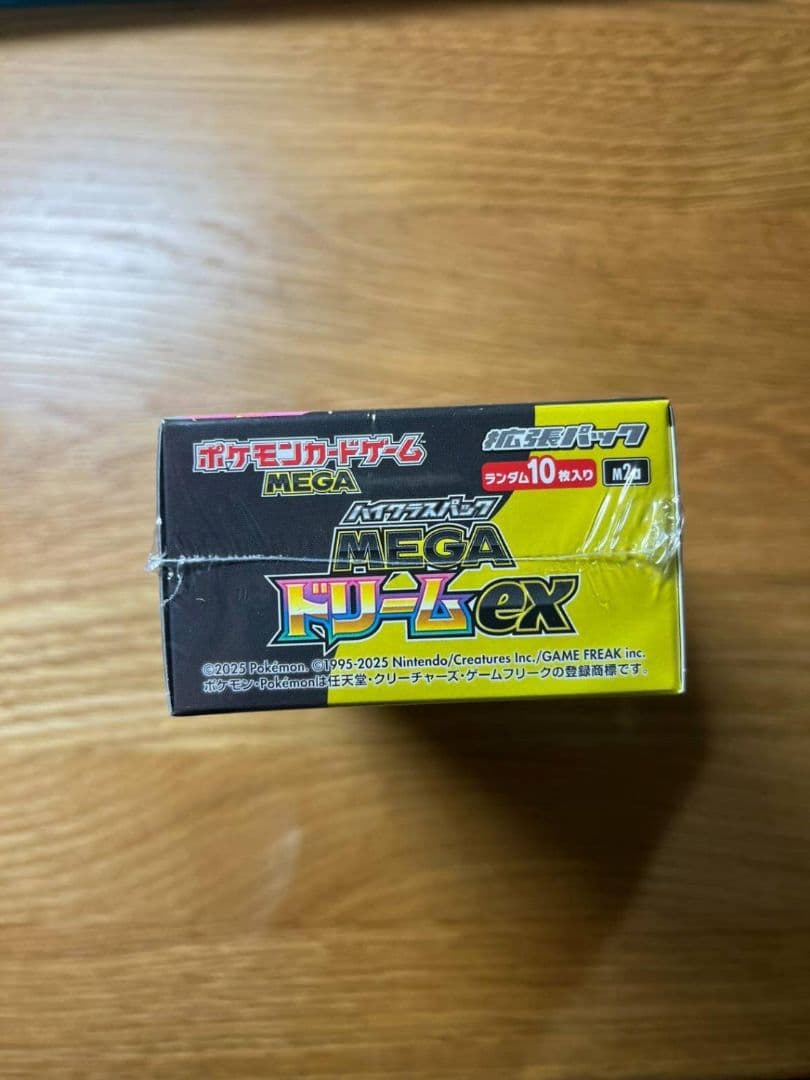 ポケモンカードゲーム
MEGA
拡張パック
ランダム10枚入り M2a
ハイクラスパック
MEGA
ドリームex
©2025 Pokémon. ©1995-2025 Nintendo/Creatures Inc./GAME FREAK inc.
ポケモン・Pokémonは任天堂・クリーチャーズ・ゲームフリークの登録商標です。